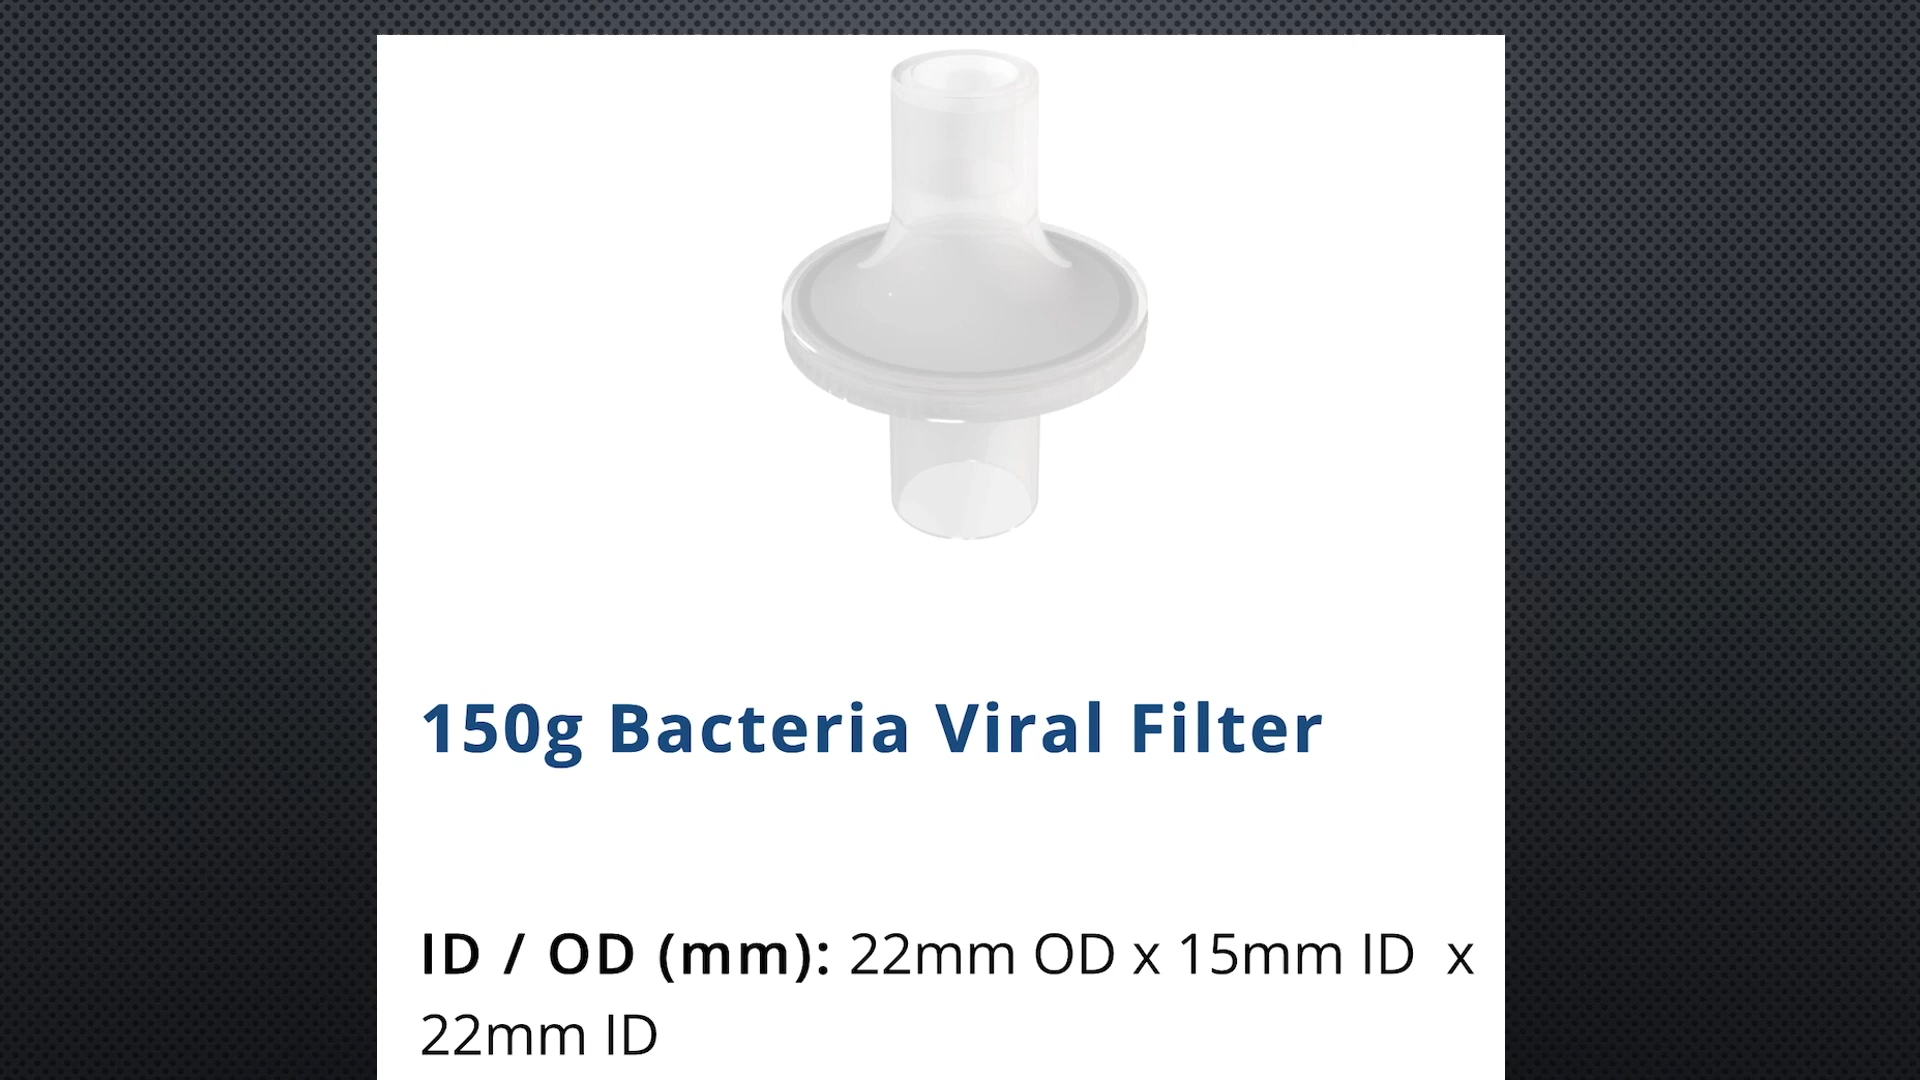 150g Bacteria Viral Filter
ID / OD (mm): 22mm OD x 15mm ID x
22mm ID